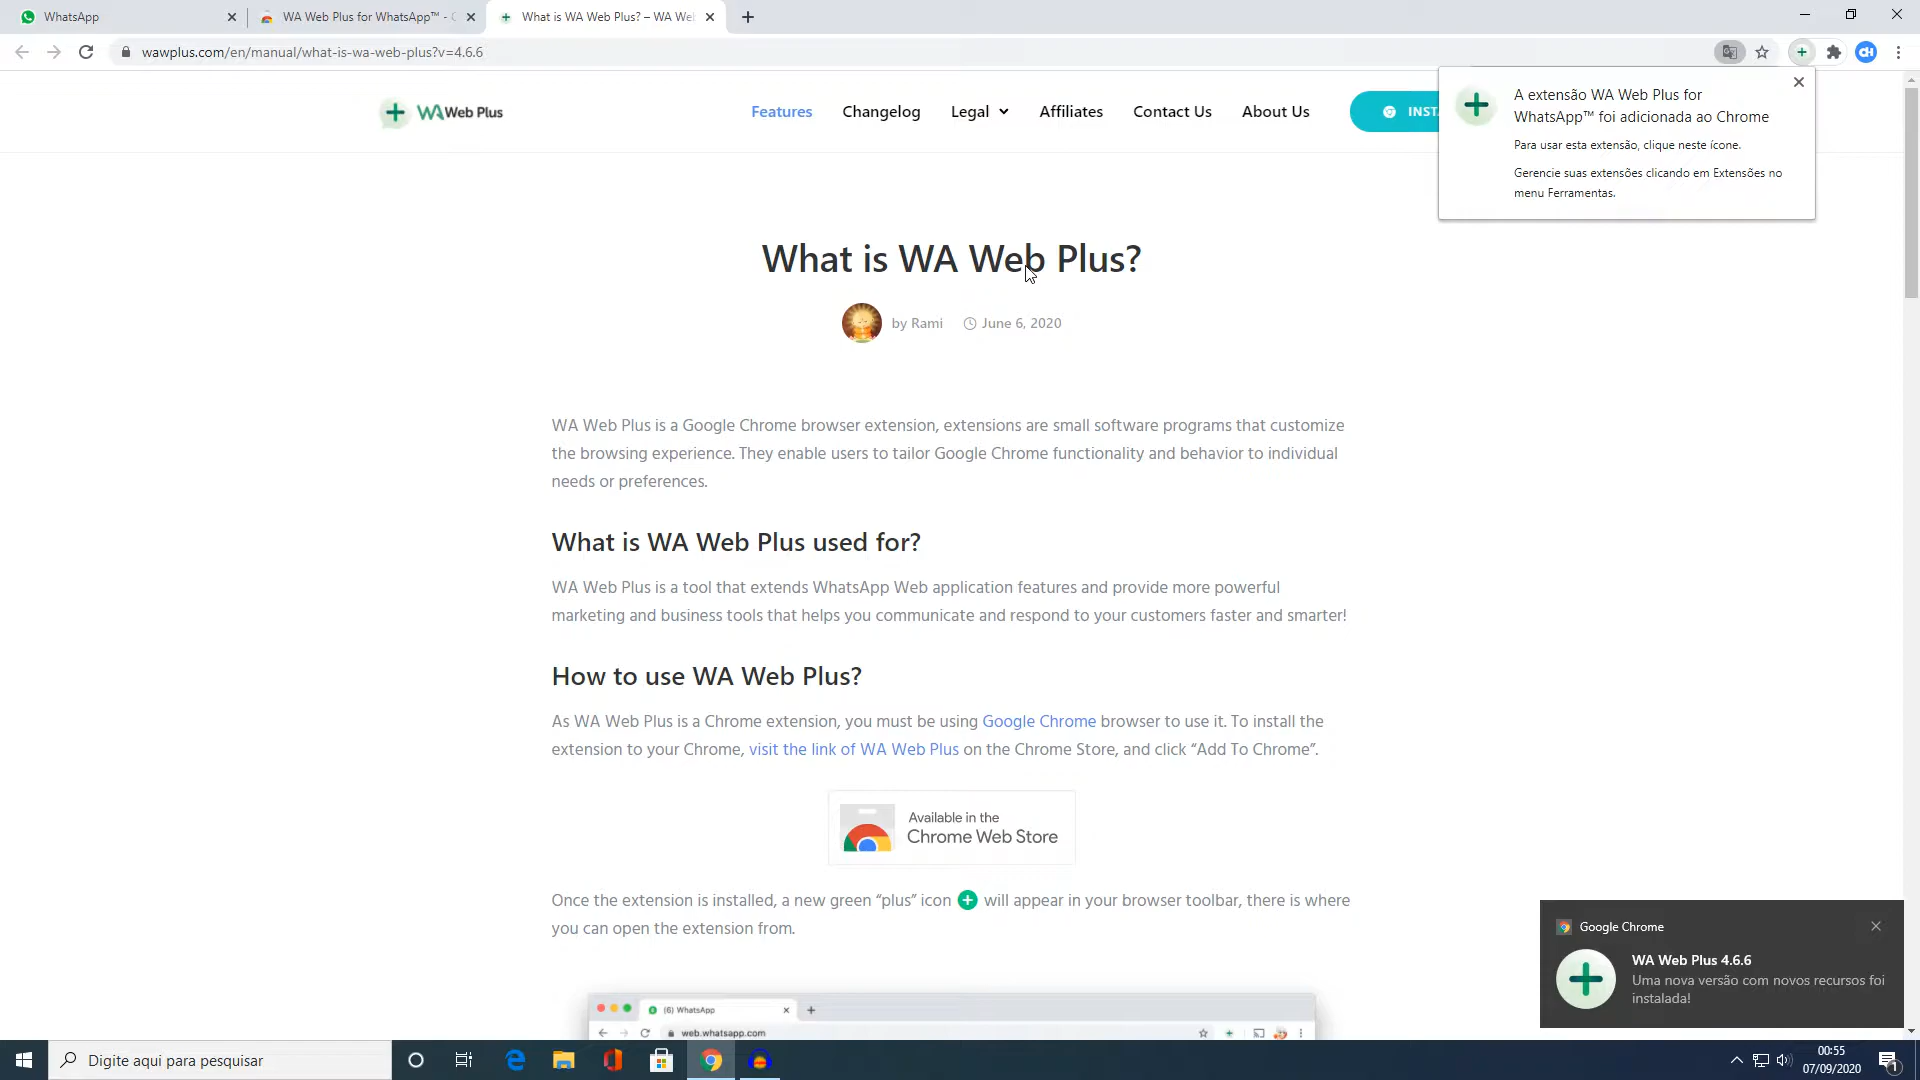 WhatsApp
WA Web Plus for WhatsApp™ -
What is WA Web Plus? – WA We
wawplus.com/en/manual/what-is-wa-web-plus?v=4.6.6
WA Web Plus
Features
Changelog
Legal
Affiliates
Contact Us
About Us
INST
A extensão WA Web Plus for
WhatsApp™ foi adicionada ao Chrome
Para usar esta extensão, clique neste ícone.
Gerencie suas extensões clicando em Extensões no
menu Ferramentas.
What is WA Web Plus?
by Rami
June 6, 2020
WA Web Plus is a Google Chrome browser extension, extensions are small software programs that customize
the browsing experience. They enable users to tailor Google Chrome functionality and behavior to individual
needs or preferences.
What is WA Web Plus used for?
WA Web Plus is a tool that extends WhatsApp Web application features and provide more powerful
marketing and business tools that helps you communicate and respond to your customers faster and smarter!
How to use WA Web Plus?
As WA Web Plus is a Chrome extension, you must be using Google Chrome browser to use it. To install the
extension to your Chrome, visit the link of WA Web Plus on the Chrome Store, and click “Add To Chrome”.
Available in the
Chrome Web Store
Once the extension is installed, a new green “plus” icon will appear in your browser toolbar, there is where
you can open the extension from.
(6) WhatsApp
web.whatsapp.com
Google Chrome
WA Web Plus 4.6.6
Uma nova versão com novos recursos foi
instalada!
Digite aqui para pesquisar
00:55
07/09/2020
1